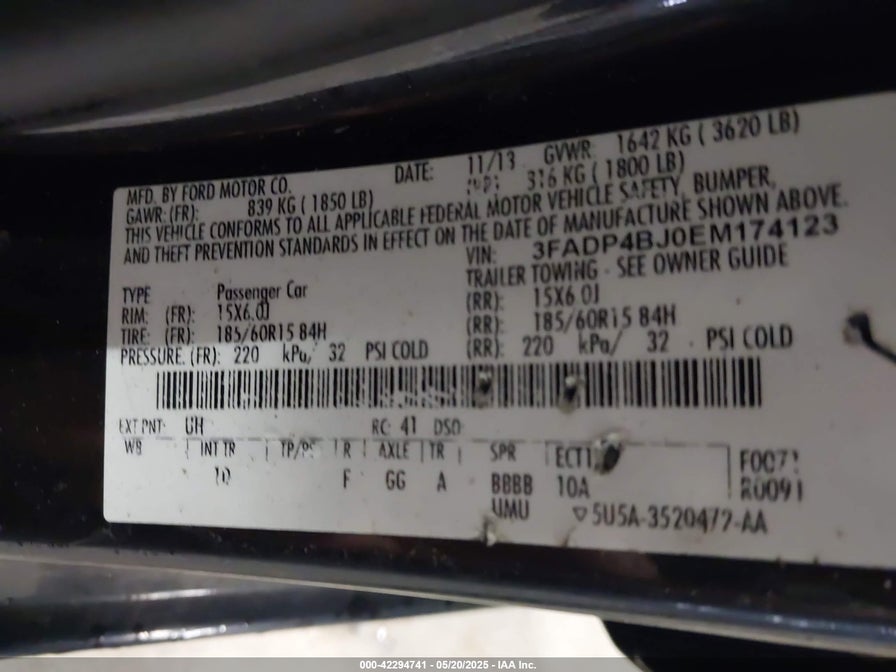 MFD. BY FORD MOTOR CO. DATE: 11/13 GVWR: 1642 KG ( 3620 LB)
GAWR: (FR): 839 KG ( 1850 LB) KG ( 1800 LB)
THIS VEHICLE CONFORMS TO ALL APPLICABLE FEDERAL MOTOR VEHICLE SAFETY, BUMPER,
AND THEFT PREVENTION STANDARDS IN EFFECT ON THE DATE OF MANUFACTURE SHOWN ABOVE.
VIN: 3FADP4BJ0EM174123
TYPE Passenger Car TRAILER TOWING - SEE OWNER GUIDE
RIM: (FR): 15X6.0J (RR): 15X6.0J
TIRE: (FR): 185/60R15 84H (RR): 185/60R15 84H
PRESSURE: (FR): 220 kPa/ 32 PSI COLD (RR): 220 kPa/ 32 PSI COLD
EXT PNT: UH RC: 41 DSO:
WB INT TR TP/PS R AXLE TR SPR
10 F GG A BBBB 10A
UMU 5U5A-3520472-AA
R0091
000-42294741 - 05/20/2025 - IAA Inc.